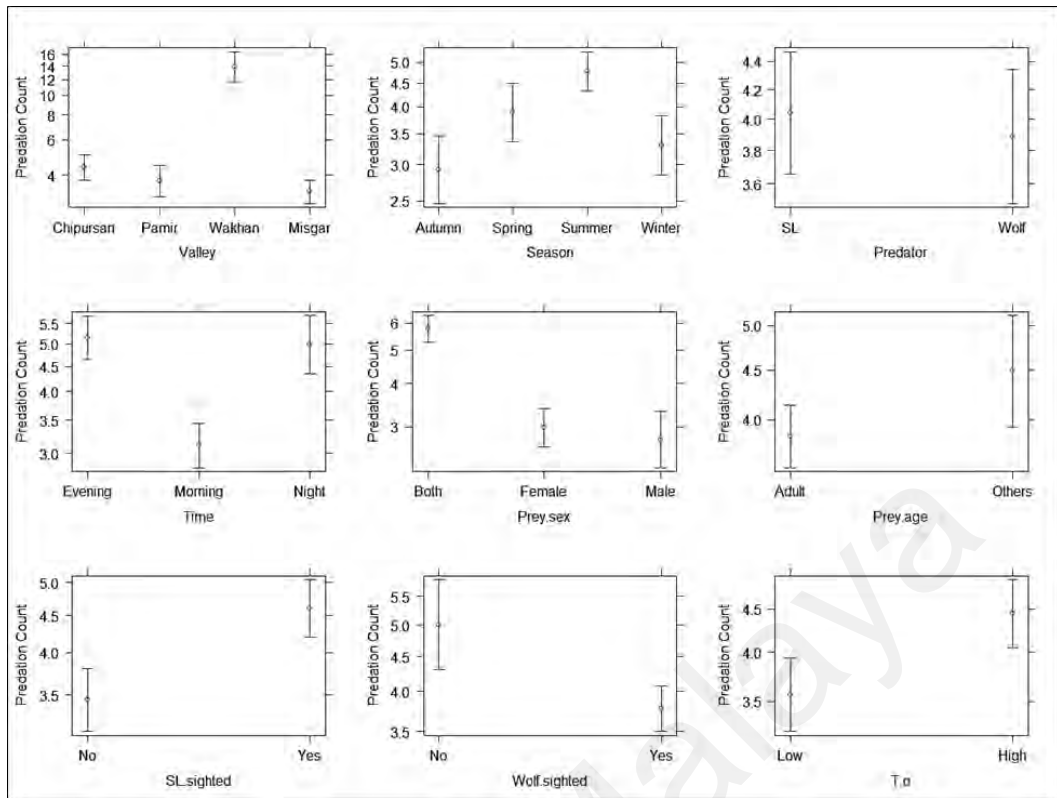 Predation Count
16
14
12
10
8
6
4
Chipursan Pamir Wakhan Misgar
Valley
Predation Count
5.0
4.5
4.0
3.5
3.0
2.5
Autumn Spring Summer Winter
Season
Predation Count
4.4
4.2
4.0
3.8
3.6
SL Wolf
Predator
Predation Count
5.5
5.0
4.5
4.0
3.5
3.0
Evening Morning Night
Time
Predation Count
6
5
4
3
Both Female Male
Prey.sex
Predation Count
5.0
4.5
4.0
Adult Others
Prey.age
Predation Count
5.0
4.5
4.0
3.5
No Yes
SL.sighted
Predation Count
5.5
5.0
4.5
4.0
3.5
No Yes
Wolf.sighted
Predation Count
4.5
4.0
3.5
Low High
Malaya